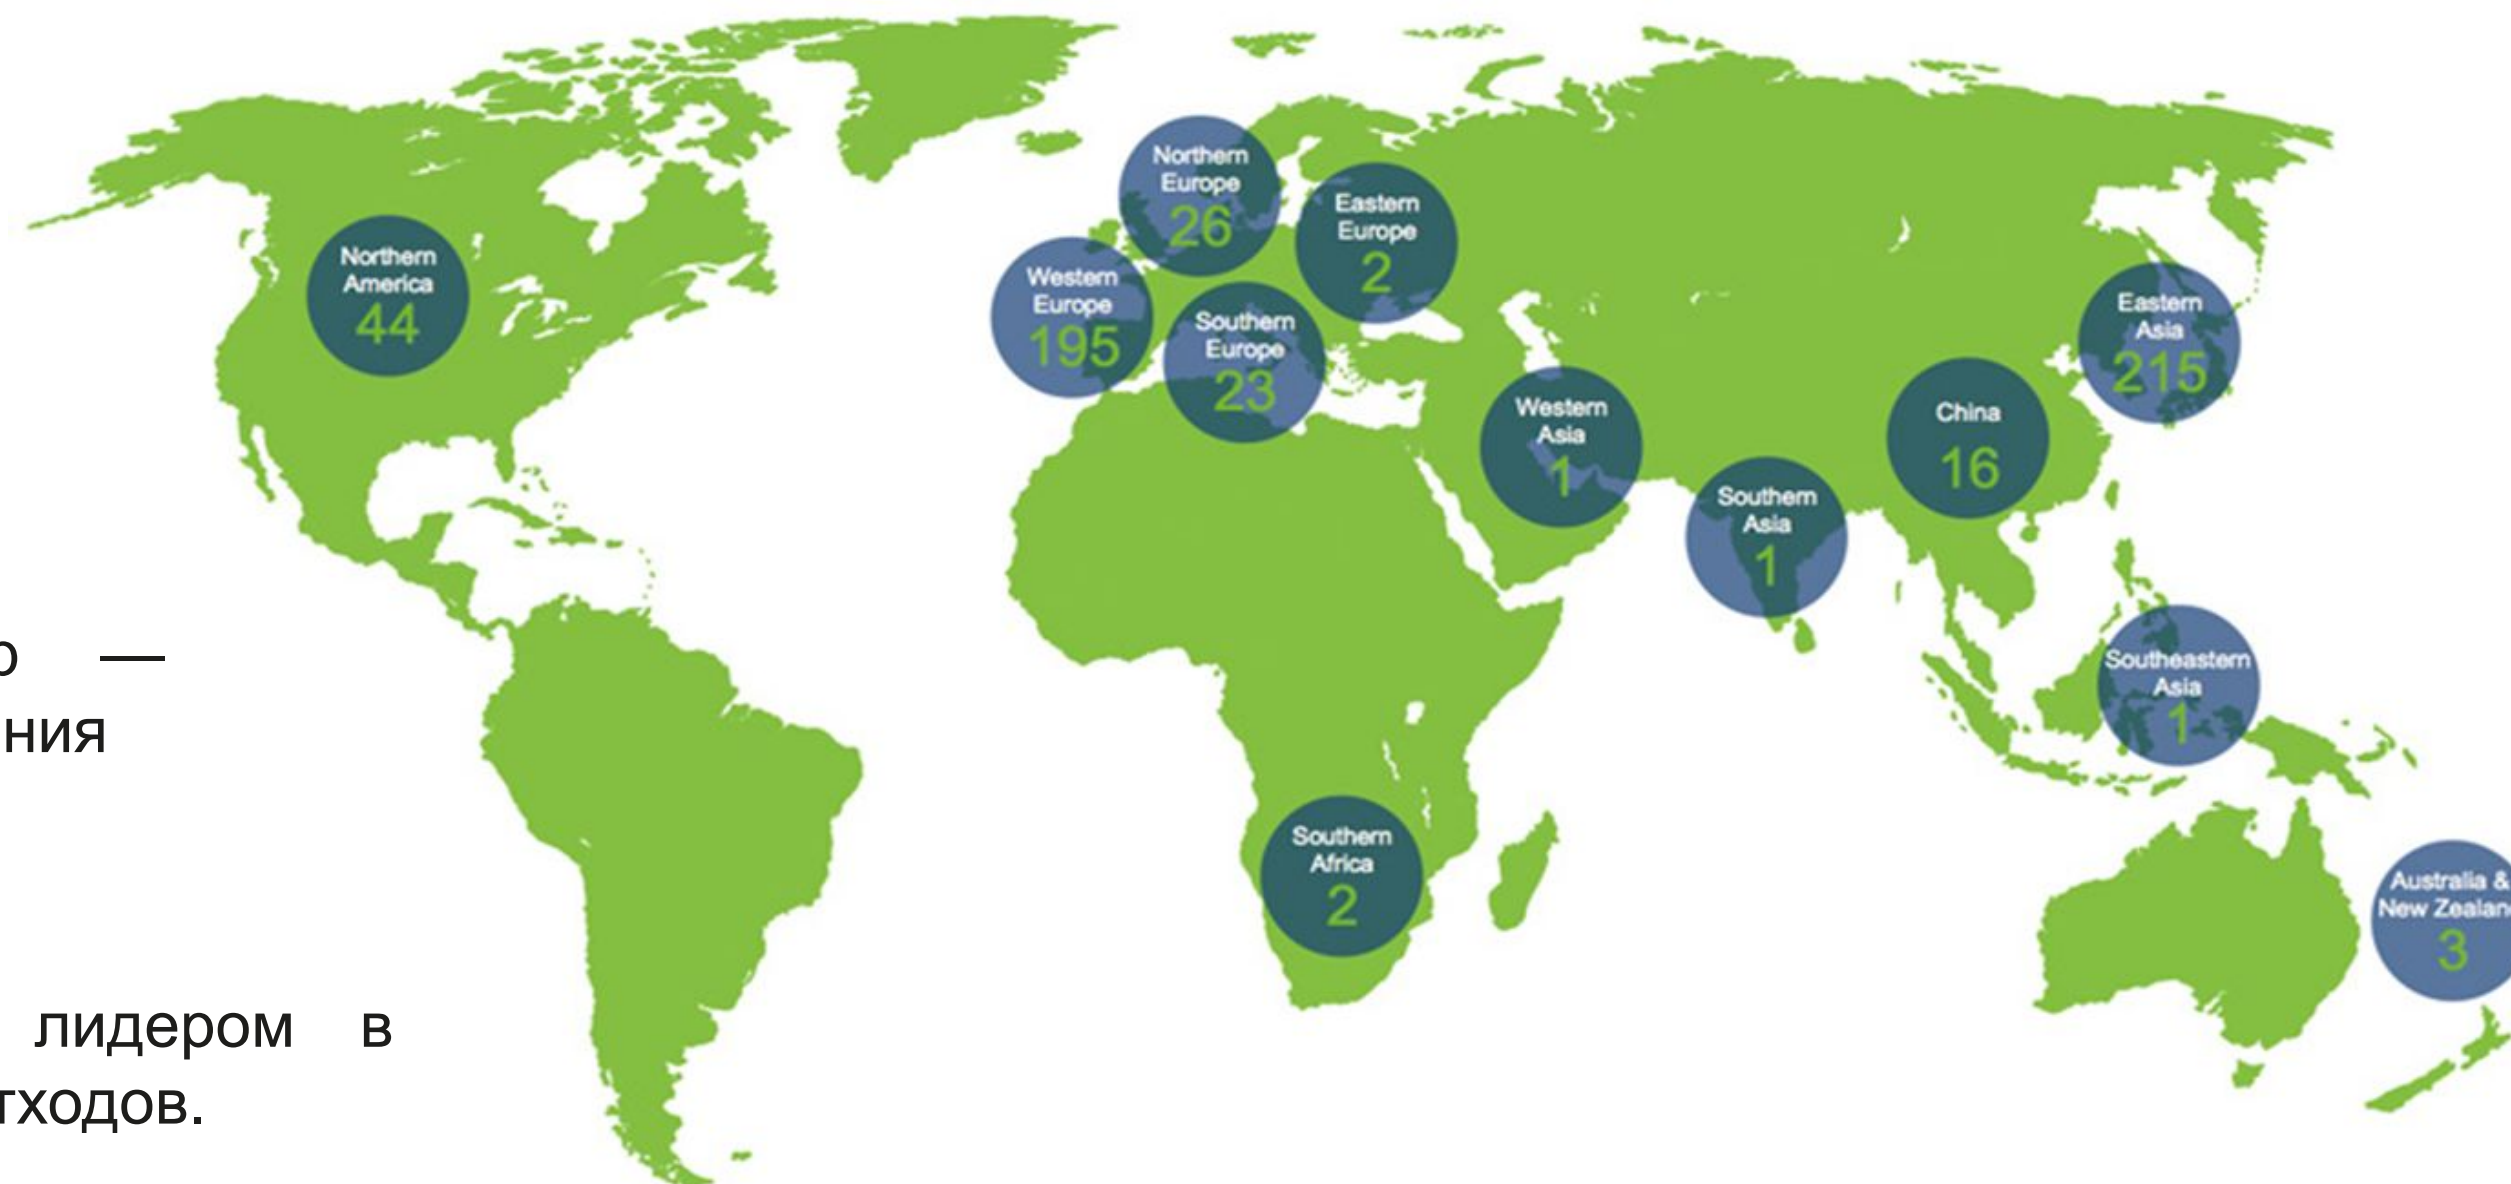 Northern
Europe
26
Eastern
Europe
2
Northern
America
44
Western
Europe
195
Southern
Europe
23
Eastern
Asia
215
Western
Asia
1
China
16
Southern
Asia
1
—
ния
Southeastern
Asia
1
Southern
Africa
2
Australia &
New Zealan
3
лидером в
тходов.